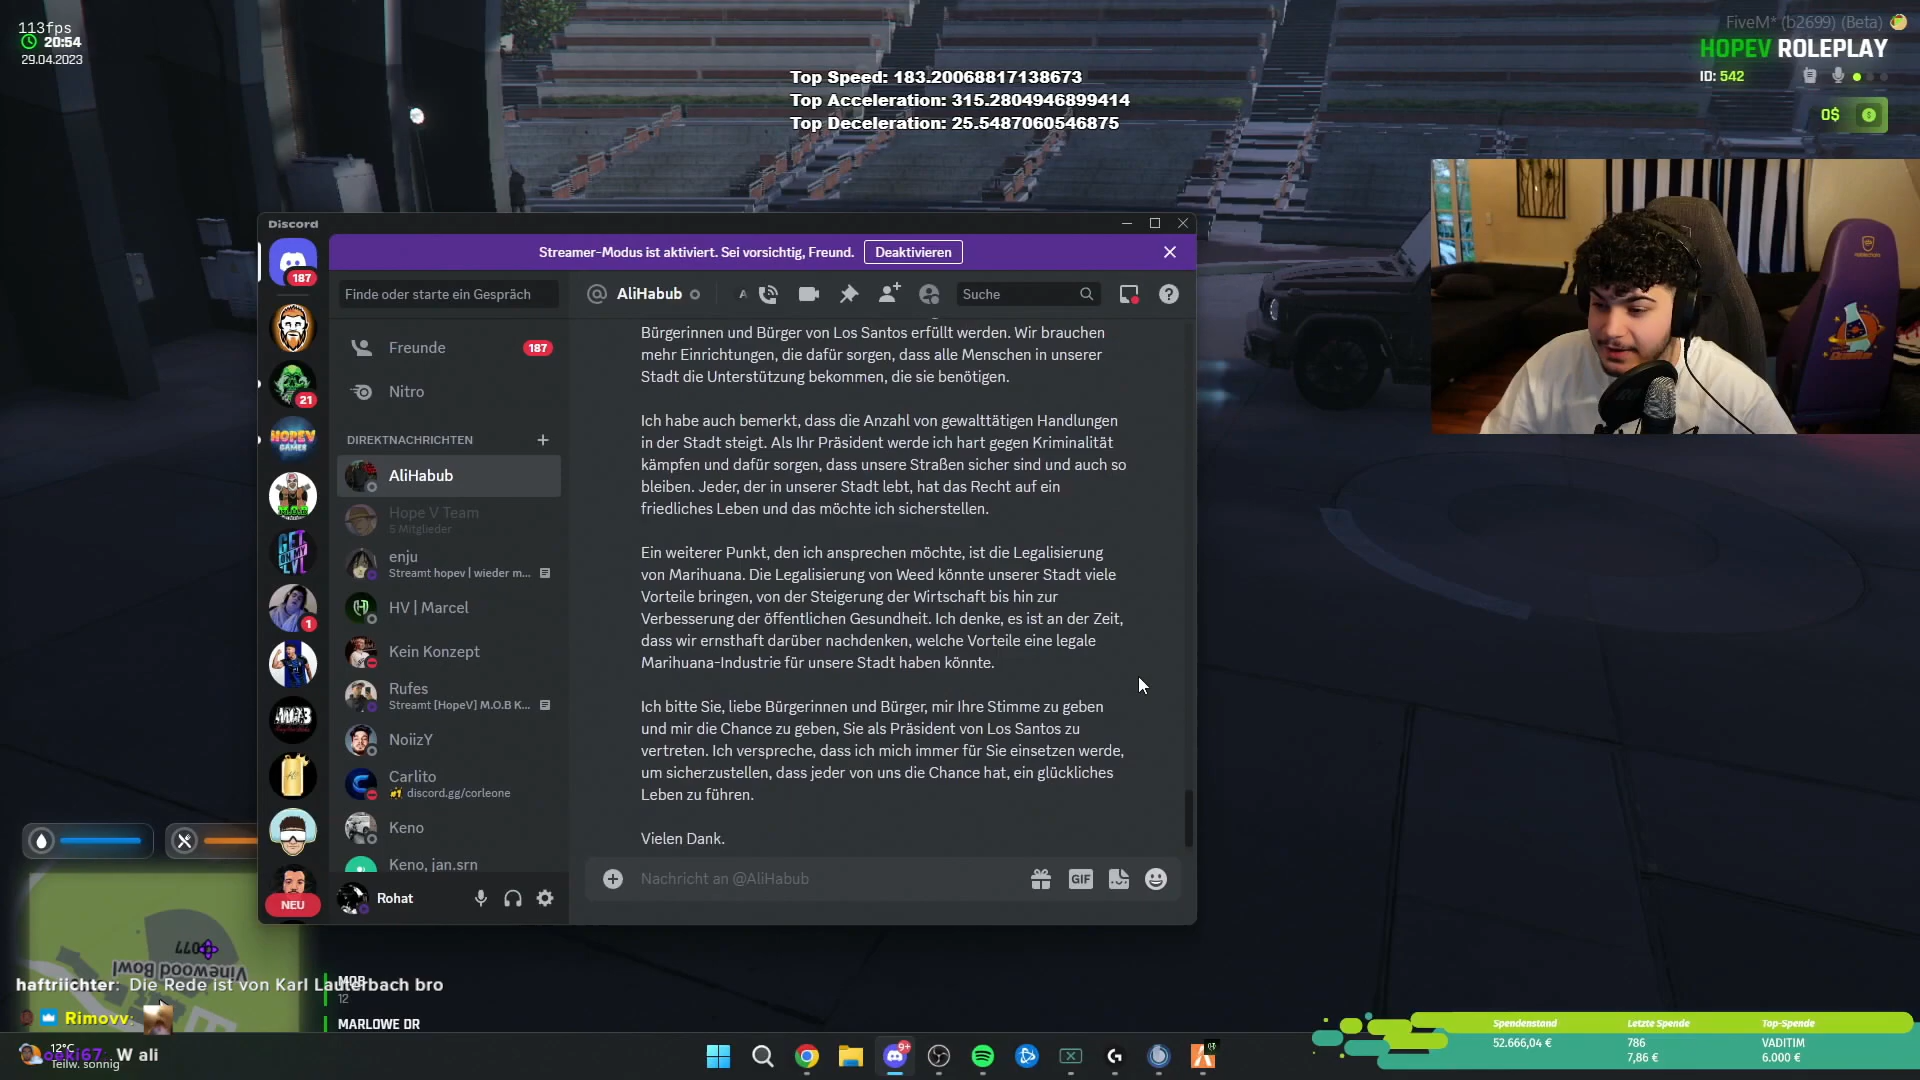 113fps
20:54
29.04.2023
Top Speed: 183.20068817138673
Top Acceleration: 315.2804946899414
Top Deceleration: 25.5487060546875
FiveM* (b2699) (Beta)
HOPEV ROLEPLAY
ID: 542
0$
Discord
Streamer-Modus ist aktiviert. Sei vorsichtig, Freund.
Deaktivieren
187
21
HOPEV
GAMES
1
NEU
Finde oder starte ein Gespräch
Freunde
187
Nitro
DIREKTNACHRICHTEN
AliHabub
Hope V Team
5 Mitglieder
enju
Streamt hopev | wieder m...
HV | Marcel
Kein Konzept
Rufes
Streamt [HopeV] M.O.B K...
NoiizY
Carlito
discord.gg/corleone
Keno
Keno, jan.srn
Rohat
AliHabub
A
Suche
Bürgerinnen und Bürger von Los Santos erfüllt werden. Wir brauchen
mehr Einrichtungen, die dafür sorgen, dass alle Menschen in unserer
Stadt die Unterstützung bekommen, die sie benötigen.
Ich habe auch bemerkt, dass die Anzahl von gewalttätigen Handlungen
in der Stadt steigt. Als Ihr Präsident werde ich hart gegen Kriminalität
kämpfen und dafür sorgen, dass unsere Straßen sicher sind und auch so
bleiben. Jeder, der in unserer Stadt lebt, hat das Recht auf ein
friedliches Leben und das möchte ich sicherstellen.
Ein weiterer Punkt, den ich ansprechen möchte, ist die Legalisierung
von Marihuana. Die Legalisierung von Weed könnte unserer Stadt viele
Vorteile bringen, von der Steigerung der Wirtschaft bis hin zur
Verbesserung der öffentlichen Gesundheit. Ich denke, es ist an der Zeit,
dass wir ernsthaft darüber nachdenken, welche Vorteile eine legale
Marihuana-Industrie für unsere Stadt haben könnte.
Ich bitte Sie, liebe Bürgerinnen und Bürger, mir Ihre Stimme zu geben
und mir die Chance zu geben, Sie als Präsident von Los Santos zu
vertreten. Ich verspreche, dass ich mich immer für Sie einsetzen werde,
um sicherzustellen, dass jeder von uns die Chance hat, ein glückliches
Leben zu führen.
Vielen Dank.
Nachricht an @AliHabub
GIF
Vinewood Bowl
haftriichter: Die Rede ist von Karl Lauterbach bro
Rimovv:
W ali
MOB
12
MARLOWE DR
12°C
Teilw. sonnig
9+
Spendenstand
52.666,04 €
Letzte Spende
786
7,86 €
Top-Spende
VADITIM
6.000 €